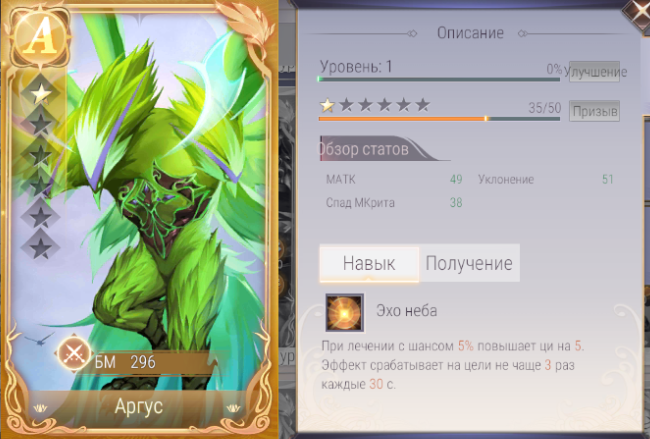 A
БМ 296
Аргус
Описание
Уровень: 1
0%
Улучшение
35/50
Призыв
Обзор статов
МАТК 49 Уклонение 51
Спад МКрита 38
Навык Получение
Эхо неба
При лечении с шансом 5% повышает ци на 5.
Эффект срабатывает на цели не чаще 3 раз
каждые 30 с.